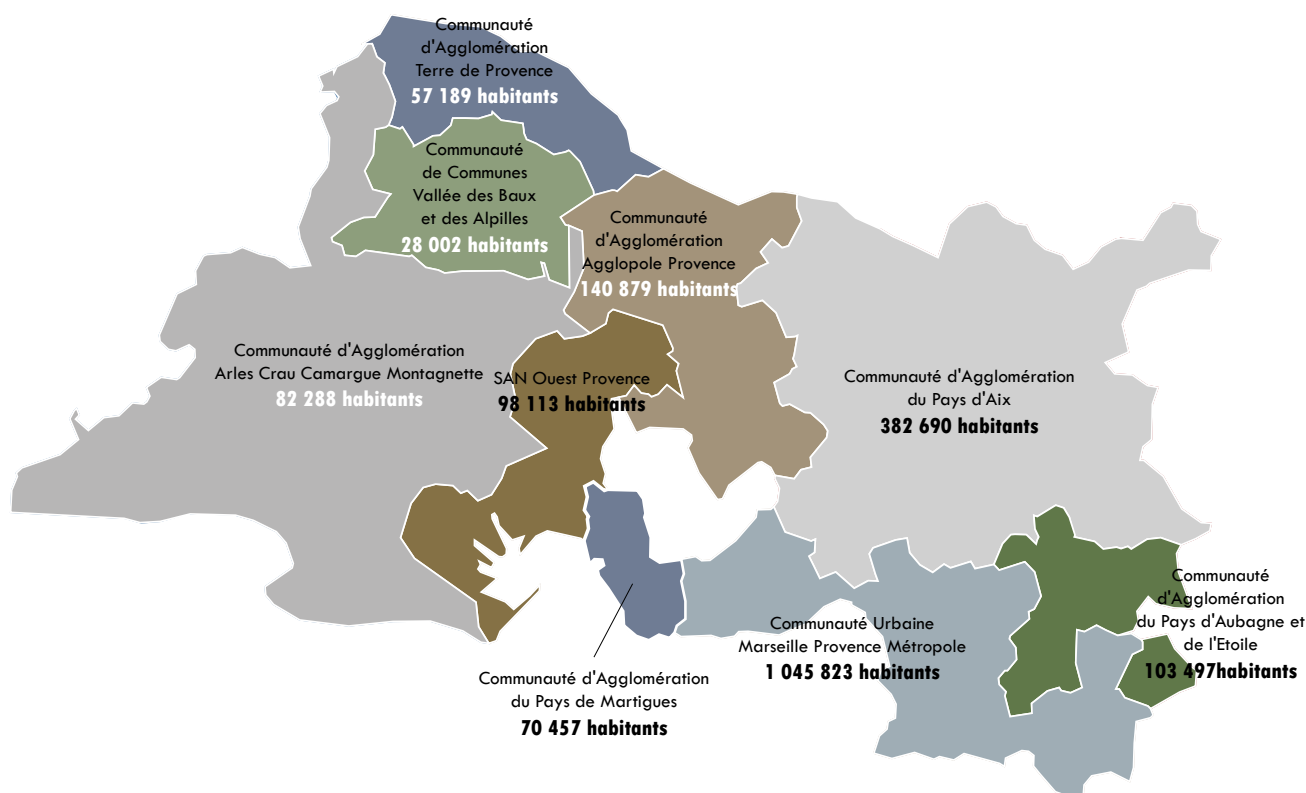 Communauté
d'Agglomération
Terre de Provence
57 189 habitants
Communauté
de Communes
Vallée des Baux
et des Alpilles
28 002 habitants
Communauté
d'Agglomération
Agglopole Provence
140 879 habitants
Communauté d'Agglomération
Arles Crau Camargue Montagnette
82 288 habitants
SAN Ouest Provence
98 113 habitants
Communauté d'Agglomération
du Pays d'Aix
382 690 habitants
Communauté
d'Agglomération
du Pays d'Aubagne et
de l'Etoile
103 497habitants
Communauté Urbaine
Marseille Provence Métropole
1 045 823 habitants
Communauté d'Agglomération
du Pays de Martigues
70 457 habitants